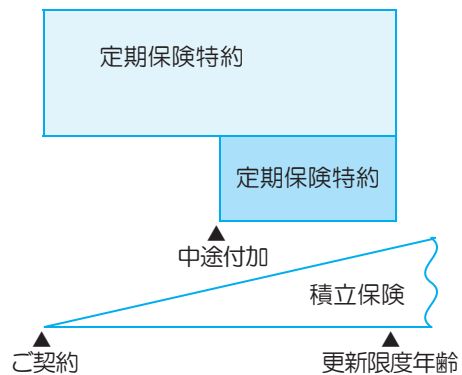 定期保険特約
定期保険特約
▲
中途付加
積立保険
▲ ▲
ご契約 更新限度年齢